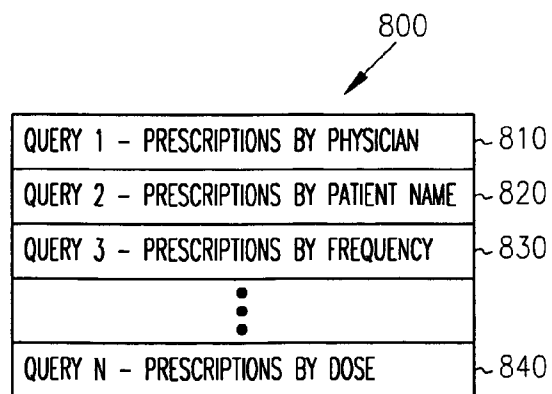 800
QUERY 1 - PRESCRIPTIONS BY PHYSICIAN 810
QUERY 2 - PRESCRIPTIONS BY PATIENT NAME 820
QUERY 3 - PRESCRIPTIONS BY FREQUENCY 830
QUERY N - PRESCRIPTIONS BY DOSE 840